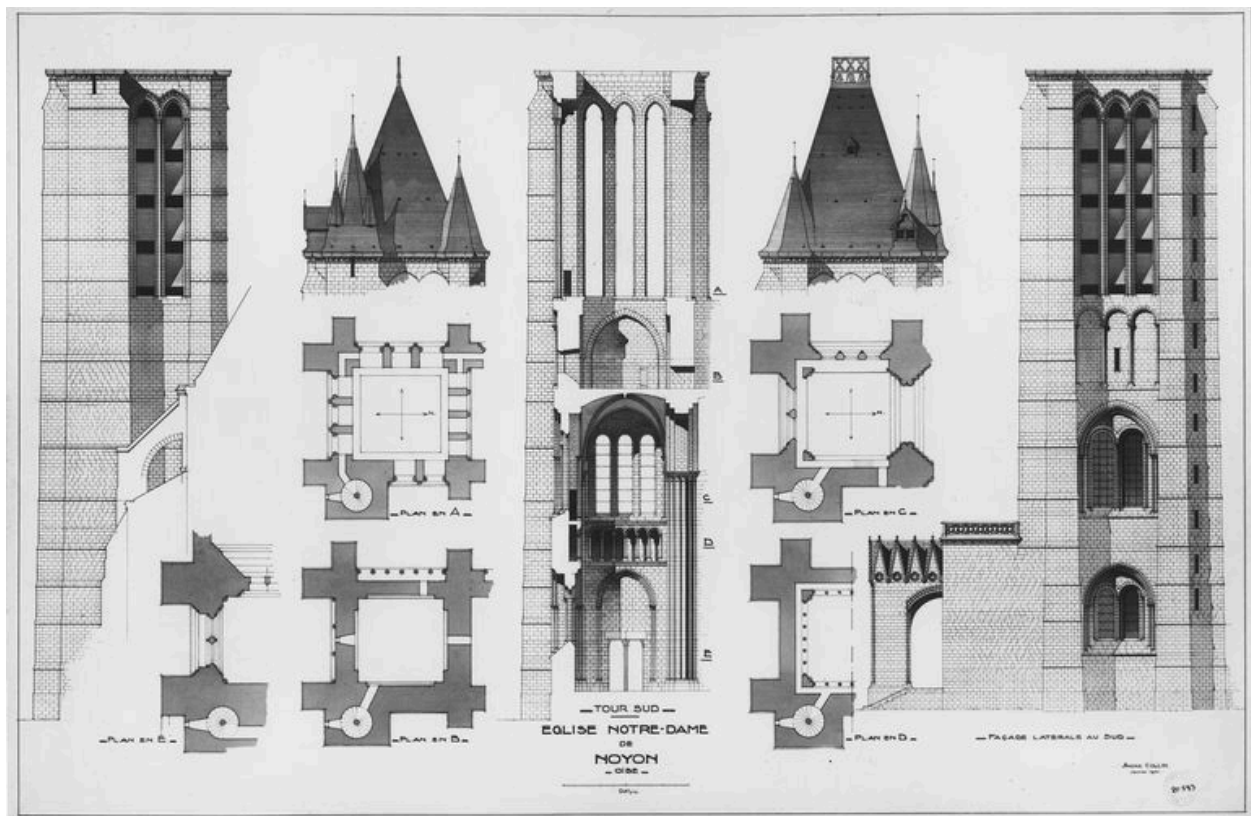 A
B
C
D
E
PLAN EN A
PLAN EN C
PLAN EN E
PLAN EN B
PLAN EN D
TOUR SUD
EGLISE NOTRE-DAME
DE
NOYON
OISE
FAÇADE LATERALE AU SUD